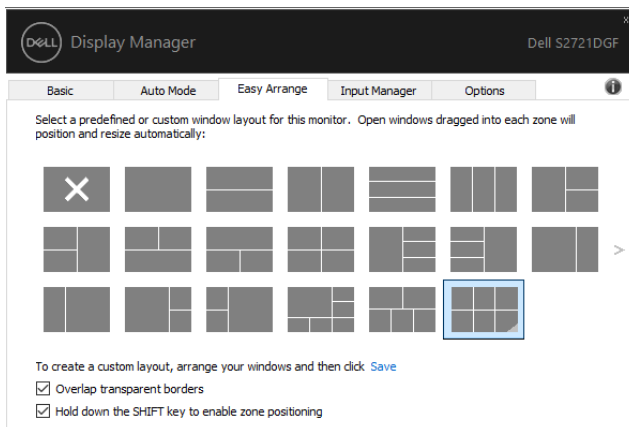 x
DELL Display Manager Dell S2721DGF
Basic Auto Mode Easy Arrange Input Manager Options i
Select a predefined or custom window layout for this monitor. Open windows dragged into each zone will
position and resize automatically:
>
To create a custom layout, arrange your windows and then click Save
Overlap transparent borders
Hold down the SHIFT key to enable zone positioning